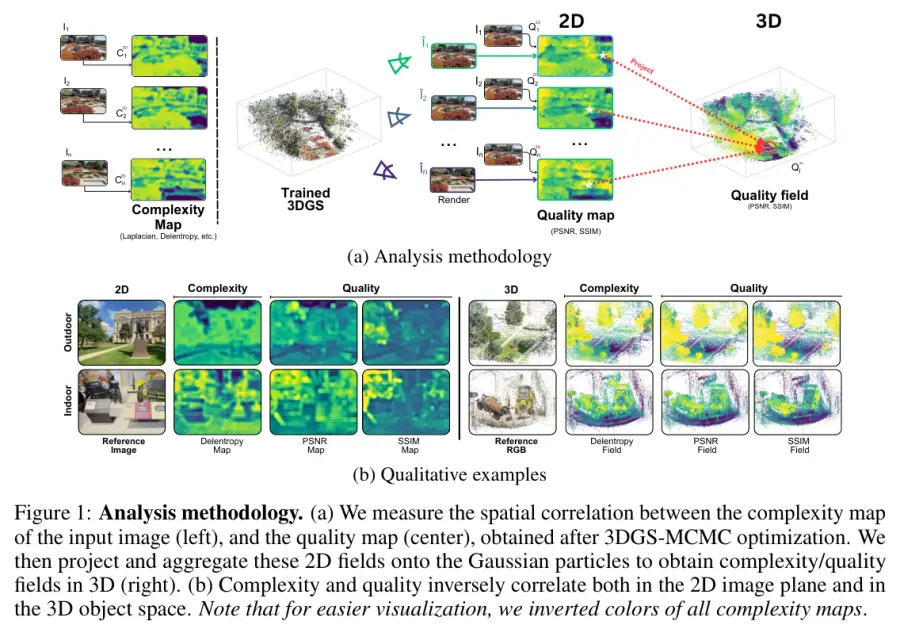 2D
3D
I1
C1 2D
I2
C2 2D
...
In
Cn 2D
Complexity
Map
(Laplacian, Delentropy, etc.)
Trained
3DGS
Î1
I1
Q1 2D
Î2
I2
Q2 2D
...
...
În
In
Qn 2D
Render
Quality map
(PSNR, SSIM)
Project
Quality field
(PSNR, SSIM)
(a) Analysis methodology
2D
Complexity
Quality
3D
Complexity
Quality
Outdoor
Indoor
Reference
Image
Delentropy
Map
PSNR
Map
SSIM
Map
Reference
RGB
Delentropy
Field
PSNR
Field
SSIM
Field
(b) Qualitative examples
Figure 1: Analysis methodology. (a) We measure the spatial correlation between the complexity map
of the input image (left), and the quality map (center), obtained after 3DGS-MCMC optimization. We
then project and aggregate these 2D fields onto the Gaussian particles to obtain complexity/quality
fields in 3D (right). (b) Complexity and quality inversely correlate both in the 2D image plane and in
the 3D object space. Note that for easier visualization, we inverted colors of all complexity maps.